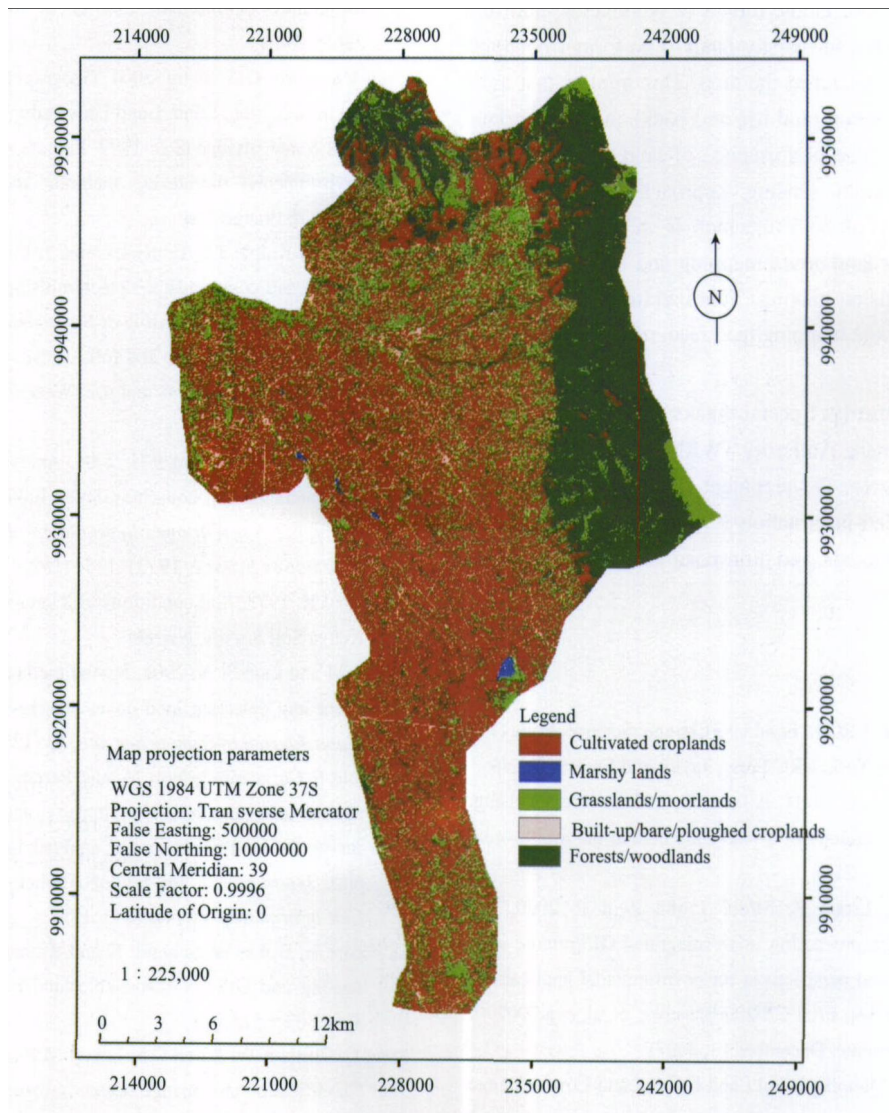 214000 221000 228000 235000 242000 249000
9950000 9950000
N
9940000 9940000
9930000 9930000
9920000 9920000
Legend
Cultivated croplands
Marshy lands
Grasslands/moorlands
Built-up/bare/ploughed croplands
Forests/woodlands
Map projection parameters
WGS 1984 UTM Zone 37S
Projection: Tran sverse Mercator
False Easting: 500000
False Northing: 10000000
Central Meridian: 39
Scale Factor: 0.9996
Latitude of Origin: 0
9910000 9910000
1 : 225,000
0 3 6 12km
214000 221000 228000 235000 242000 249000